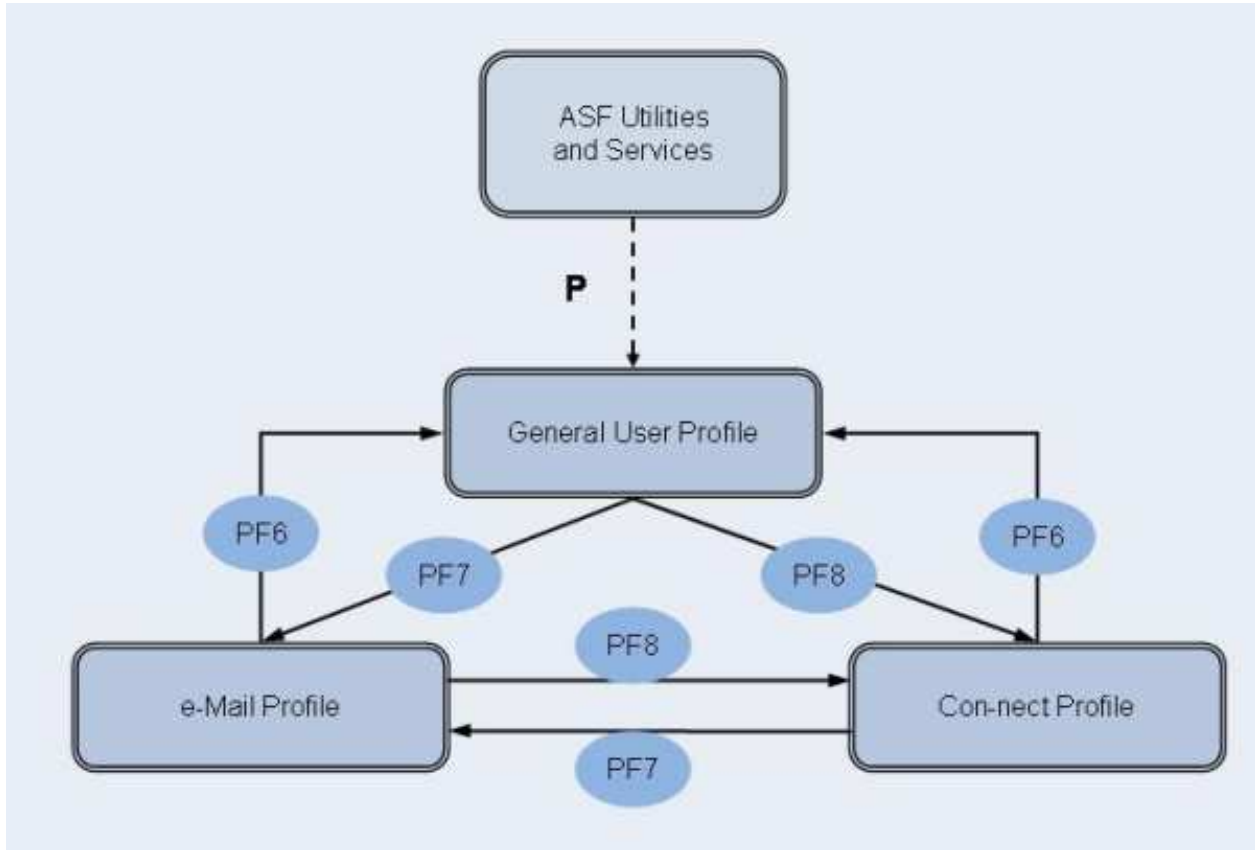 ASF Utilities
and Services
P
General User Profile
PF6
PF6
PF7
PF8
PF8
e-Mail Profile
Con-nect Profile
PF7